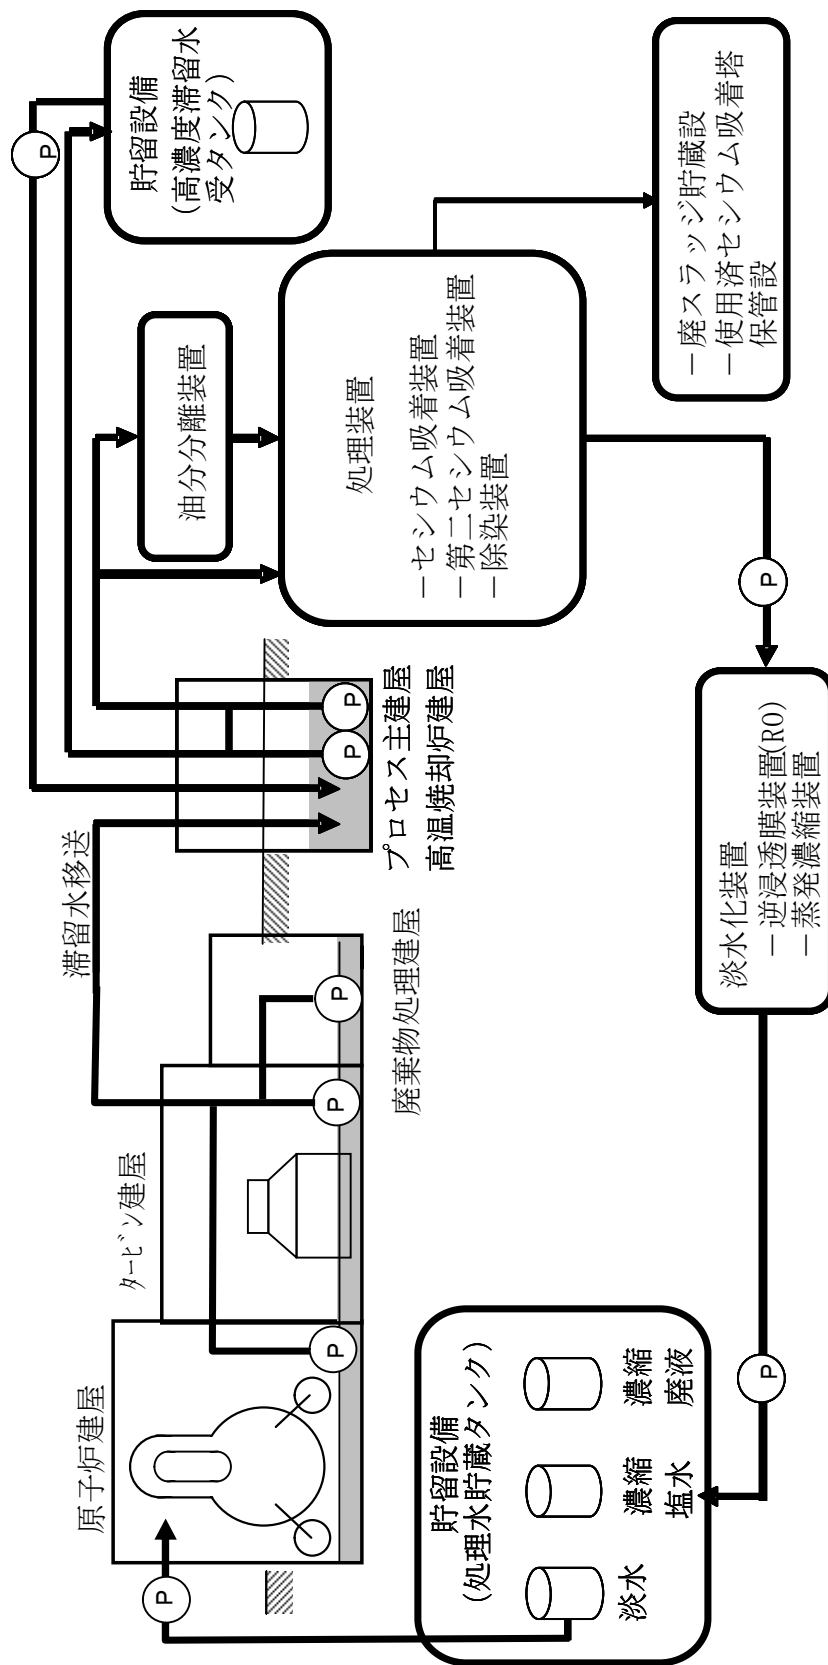 原子炉建屋
ﾀｰﾋﾞﾝ建屋
滞留水移送
廃棄物処理建屋
プロセス主建屋
高温焼却炉建屋
油分分離装置
貯留設備
(高濃度滞留水
受タンク)
処理装置
－セシウム吸着装置
－第二セシウム吸着装置
－除染装置
－廃スラッジ貯蔵設
－使用済セシウム吸着塔
保管設
淡水化装置
－逆浸透膜装置(RO)
－蒸発濃縮装置
貯留設備
(処理水貯蔵タンク)
淡水
濃縮
塩水
濃縮
廃液
P
P
P
P
P
P
P
P
P